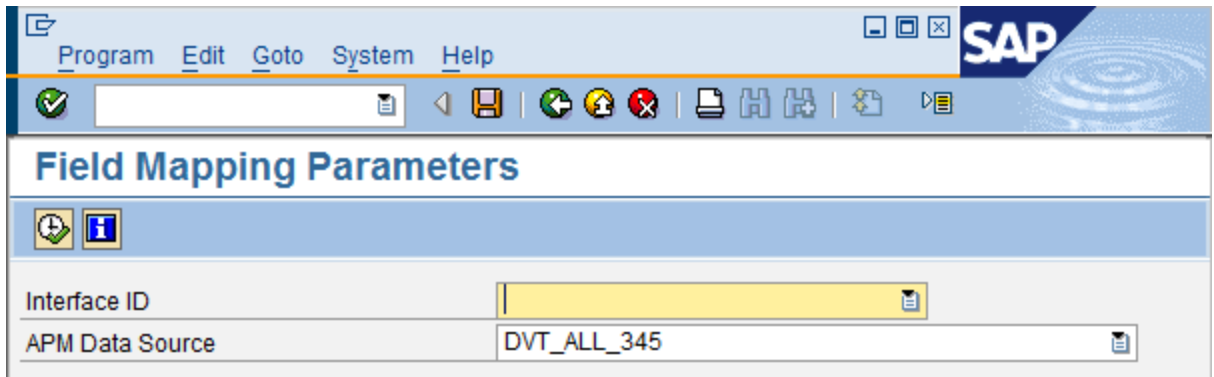 Program Edit Goto System Help
SAP
Field Mapping Parameters
Interface ID
APM Data Source DVT_ALL_345